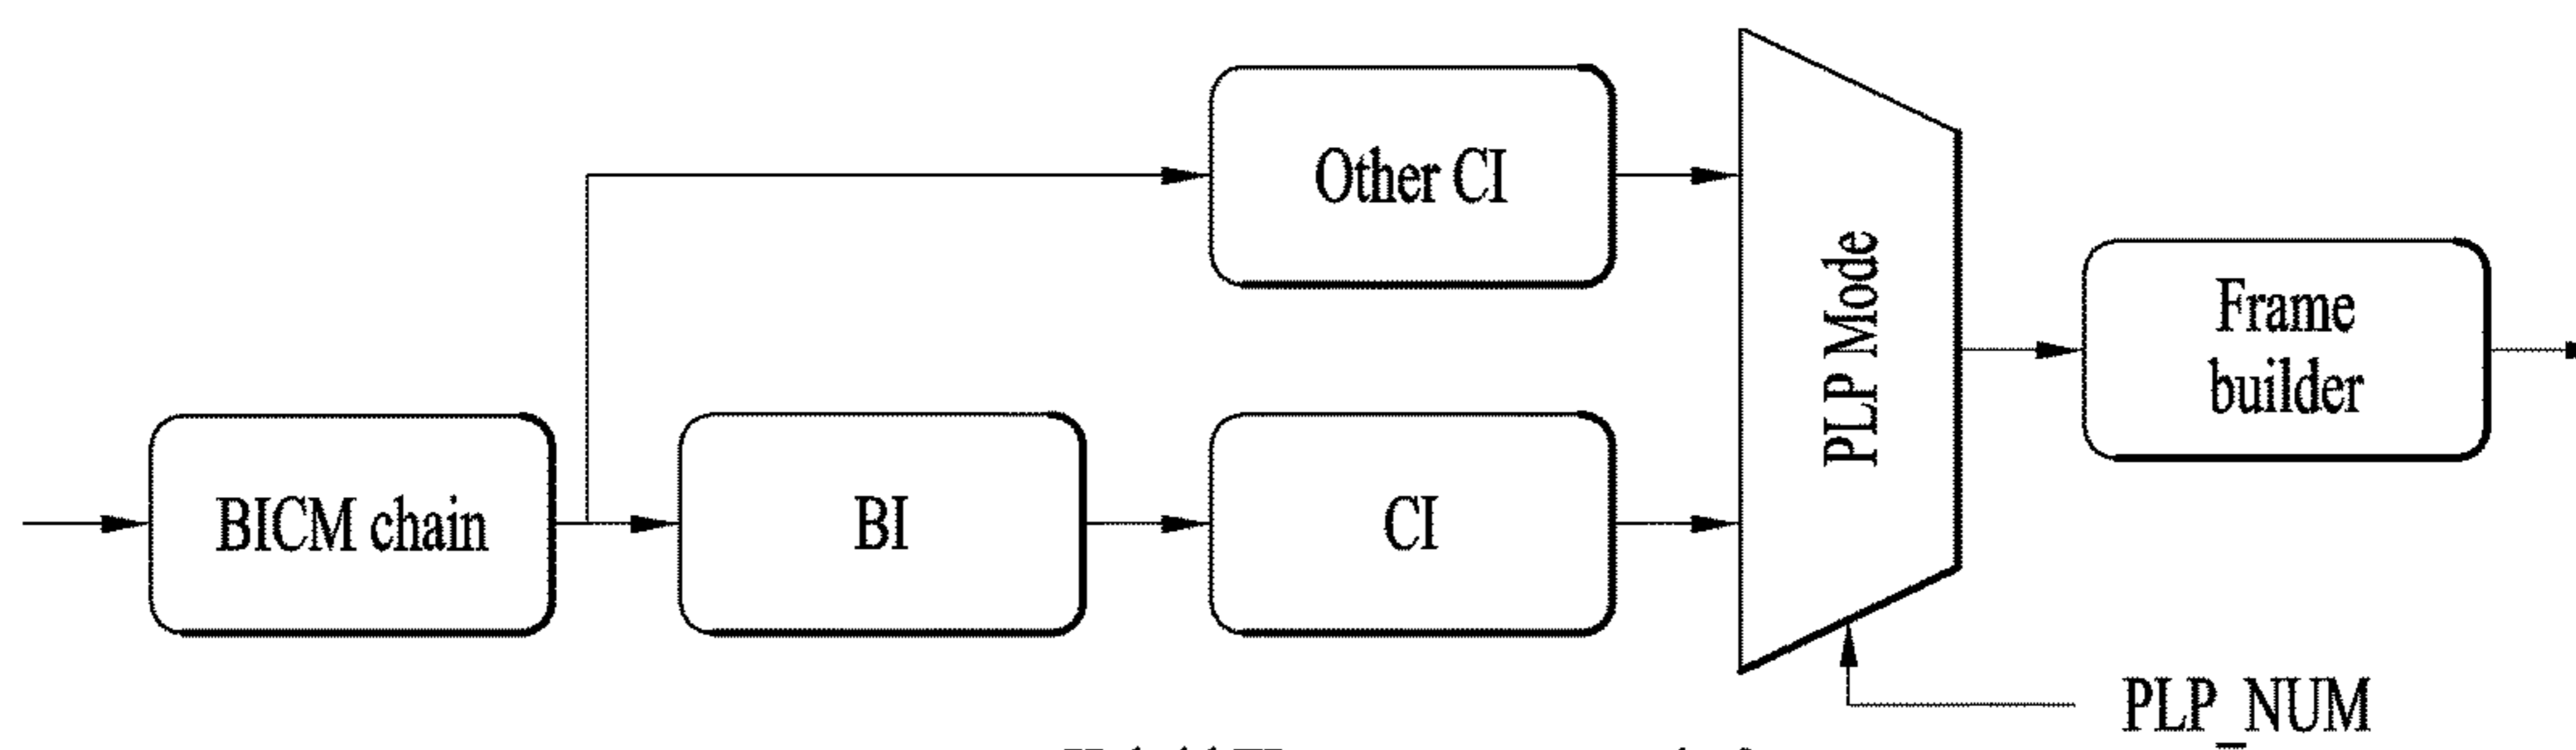 Other CI
PLP Mode
Frame
builder
BICM chain
BI
CI
PLP_NUM